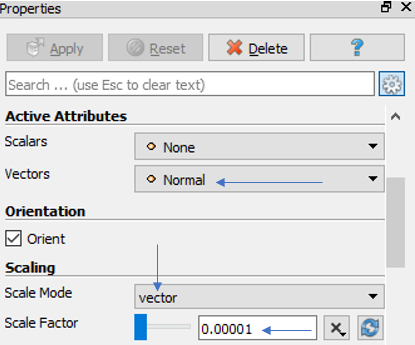 Properties
Apply Reset Delete ?
Search ... (use Esc to clear text)
Active Attributes
Scalars None
Vectors Normal
Orientation
Orient
Scaling
Scale Mode vector
Scale Factor 0.00001 X